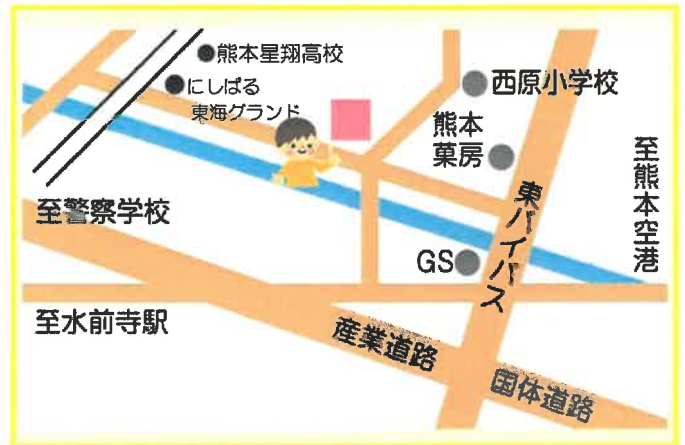 熊本星翔高校
にしばる
東海グランド
西原小学校
熊本
菓房
至熊本空港
至警察学校
東バイパス
GS
至水前寺駅
産業道路
国体道路